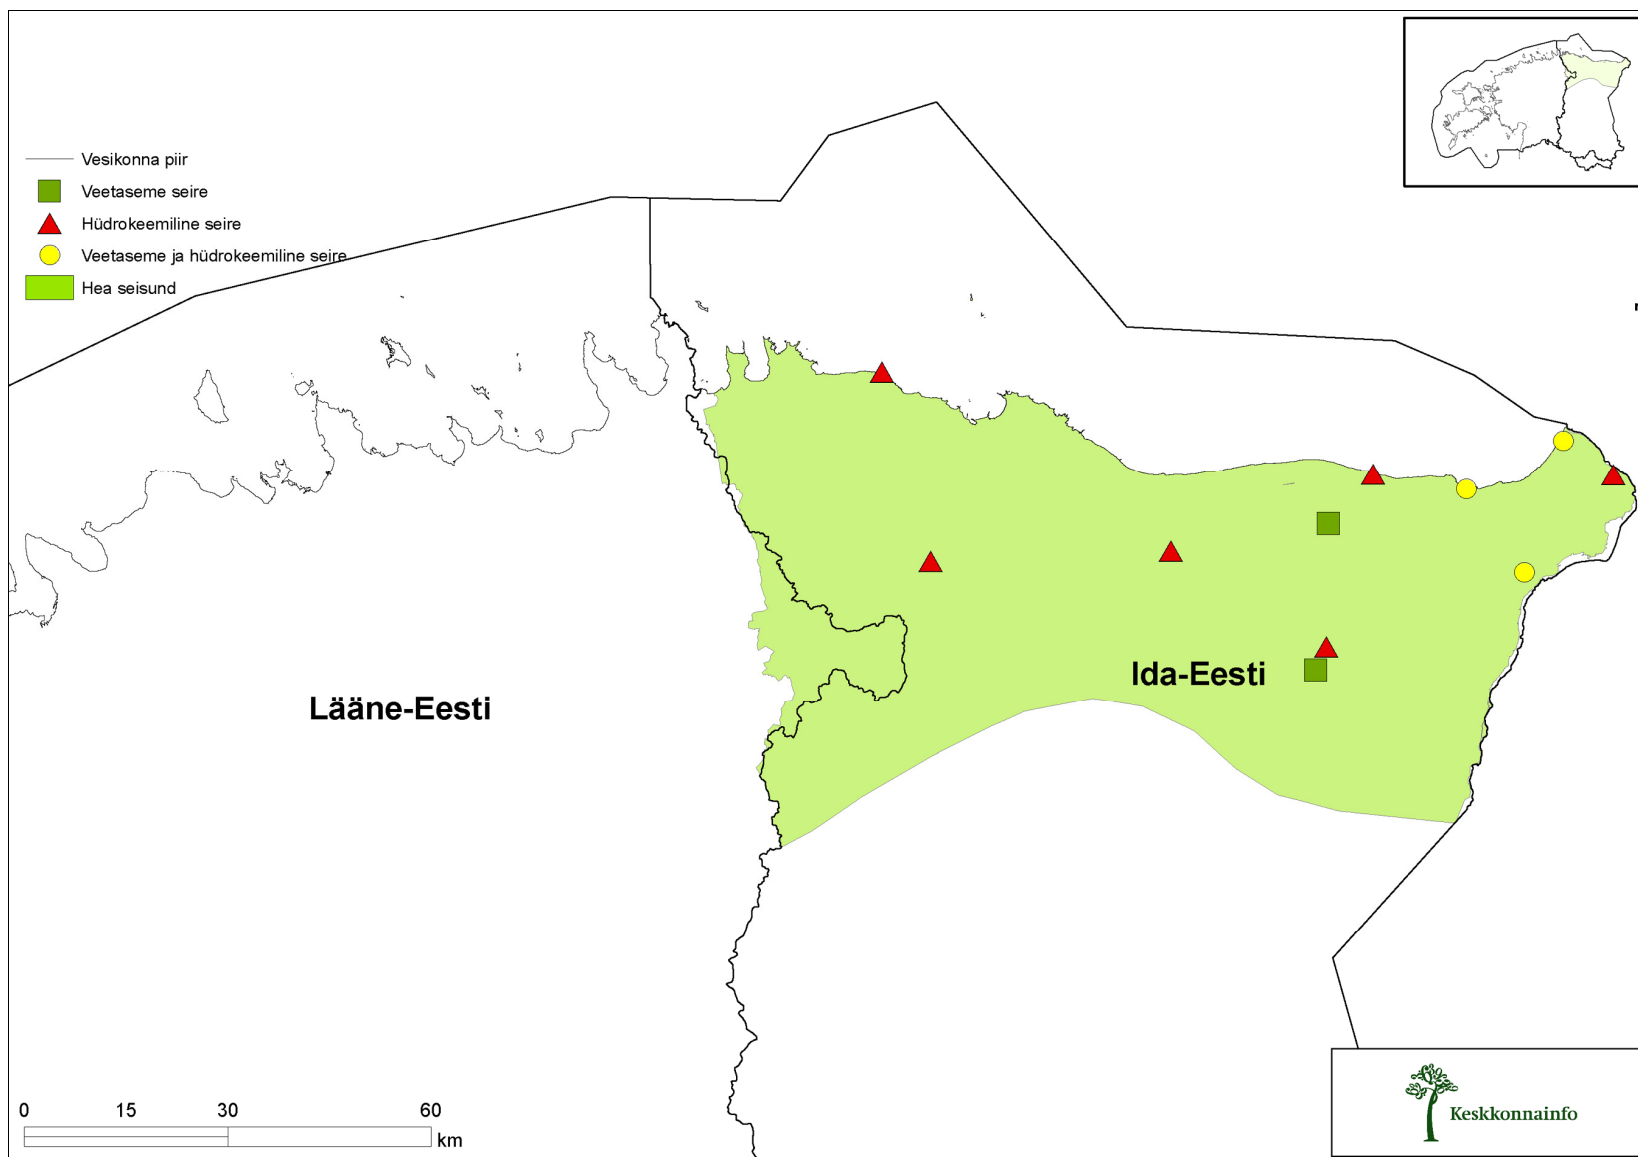 Vesikonna piir
Veetaseme seire
Hüdrokeemiline seire
Veetaseme ja hüdrokeemiline seire
Hea seisund
Lääne-Eesti
Ida-Eesti
0 15 30 60
km
Keskkonnainfo